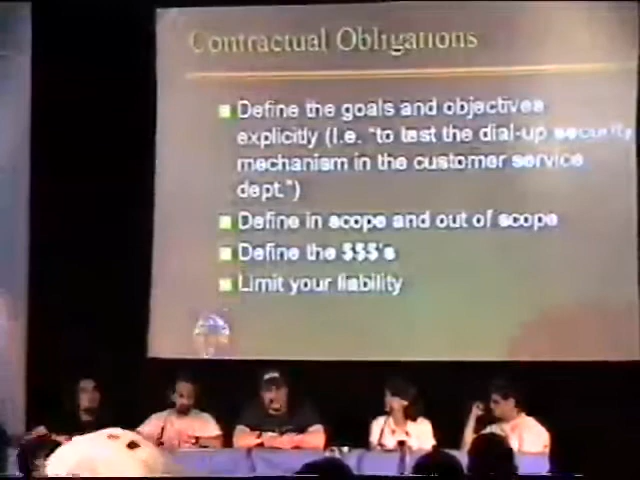 Contractual Obligations
Define the goals and objectives
explicitly (I.e. "to test the dial-up security
mechanism in the customer service
dept.")
Define in scope and out of scope
Define the $$$'s
Limit your liability